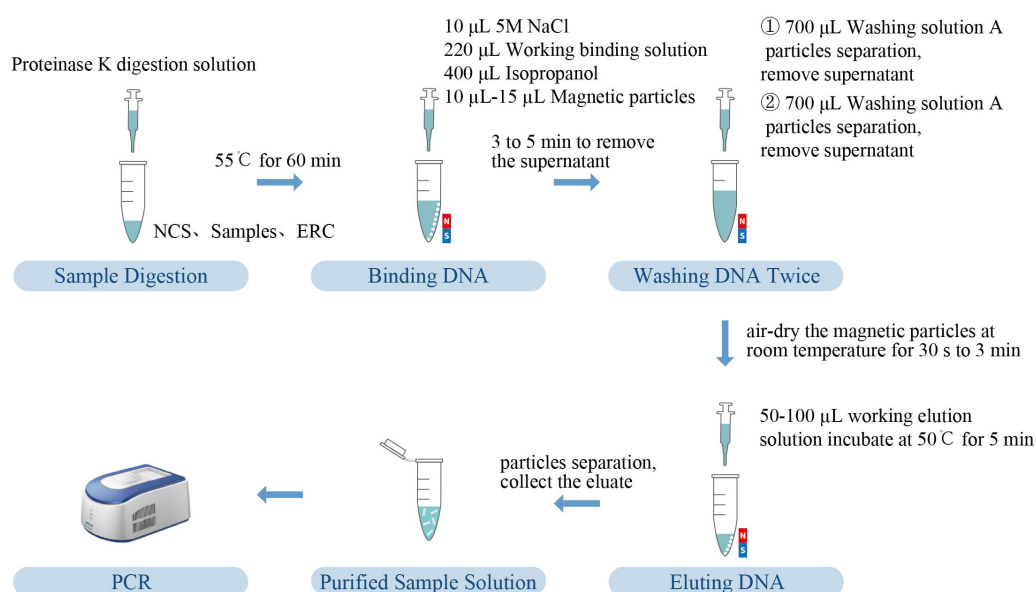 Proteinase K digestion solution
NCS、Samples、ERC
Sample Digestion
55℃ for 60 min
10 μL 5M NaCl
220 μL Working binding solution
400 μL Isopropanol
10 μL-15 μL Magnetic particles
N
S
Binding DNA
3 to 5 min to remove
the supernatant
① 700 μL Washing solution A
particles separation,
remove supernatant
② 700 μL Washing solution A
particles separation,
remove supernatant
N
S
Washing DNA Twice
air-dry the magnetic particles at
room temperature for 30 s to 3 min
50-100 μL working elution
solution incubate at 50℃ for 5 min
N
S
Eluting DNA
particles separation,
collect the eluate
Purified Sample Solution
PCR